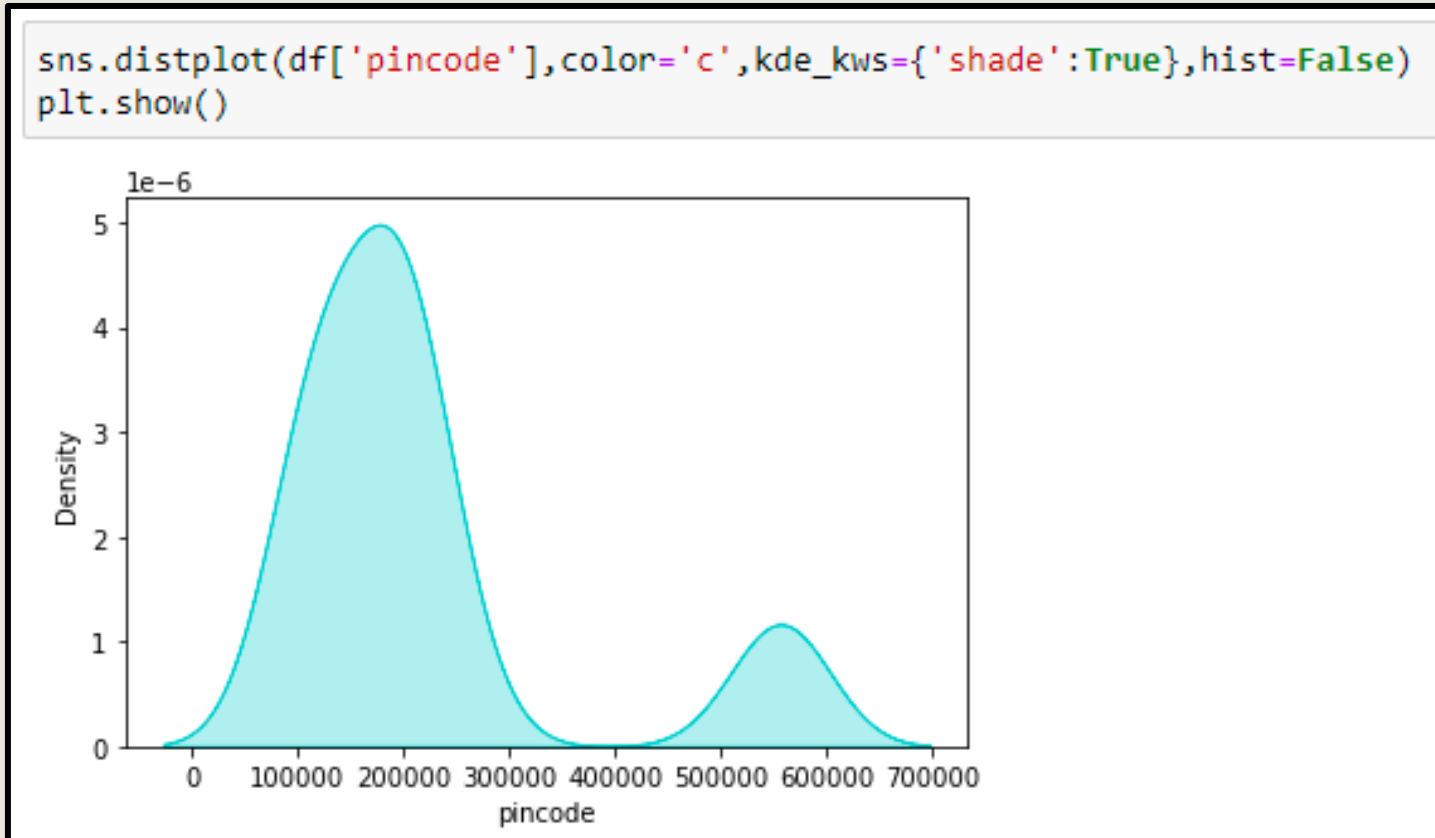 sns.distplot(df['pincode'],color='c',kde_kws={'shade':True},hist=False)
plt.show()
1e−6
5
4
3
2
1
0
Density
0 100000 200000 300000 400000 500000 600000 700000
pincode